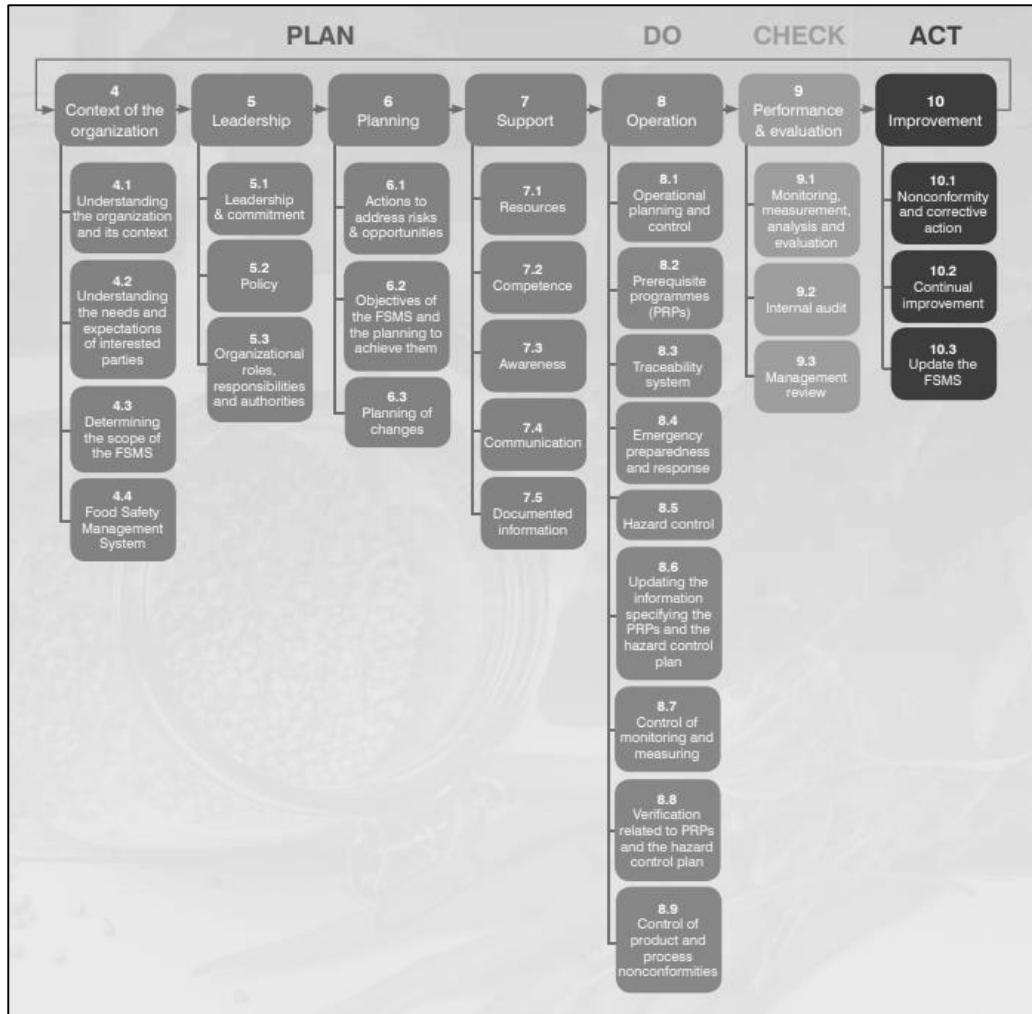 PLAN
DO
CHECK
ACT
4
Context of the
organization
5
Leadership
6
Planning
7
Support
8
Operation
9
Performance
& evaluation
10
Improvement
4.1
Understanding
the organization
and its context
4.2
Understanding
the needs and
expectations
of interested
parties
4.3
Determining
the scope of
the FSMS
4.4
Food Safety
Management
System
5.1
Leadership
& commitment
5.2
Policy
5.3
Organizational
roles,
responsibilities
and authorities
6.1
Actions to
address risks
& opportunities
6.2
Objectives of
the FSMS and
the planning to
achieve them
6.3
Planning of
changes
7.1
Resources
7.2
Competence
7.3
Awareness
7.4
Communication
7.5
Documented
information
8.1
Operational
planning and
control
8.2
Prerequisite
programmes
(PRPs)
8.3
Traceability
system
8.4
Emergency
preparedness
and response
8.5
Hazard control
8.6
Updating the
information
specifying the
PRPs and the
hazard control
plan
8.7
Control of
monitoring and
measuring
8.8
Verification
related to PRPs
and the hazard
control plan
8.9
Control of
product and
process
nonconformities
9.1
Monitoring,
measurement,
analysis and
evaluation
9.2
Internal audit
9.3
Management
review
10.1
Nonconformity
and corrective
action
10.2
Continual
improvement
10.3
Update the
FSMS